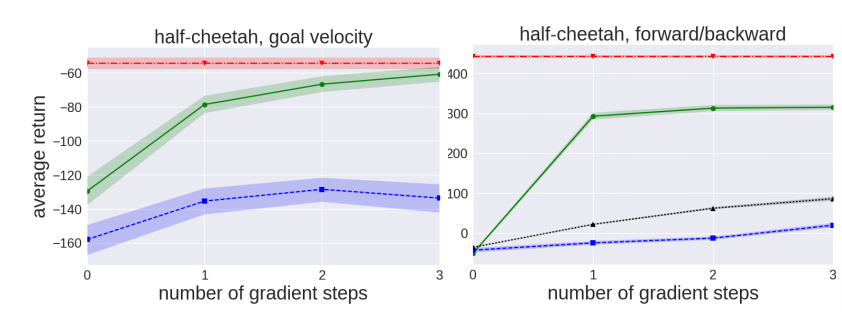 half-cheetah, goal velocity
average return
−60
−80
−100
−120
−140
−160
0 1 2 3
number of gradient steps
half-cheetah, forward/backward
400
300
200
100
0
0 1 2 3
number of gradient steps